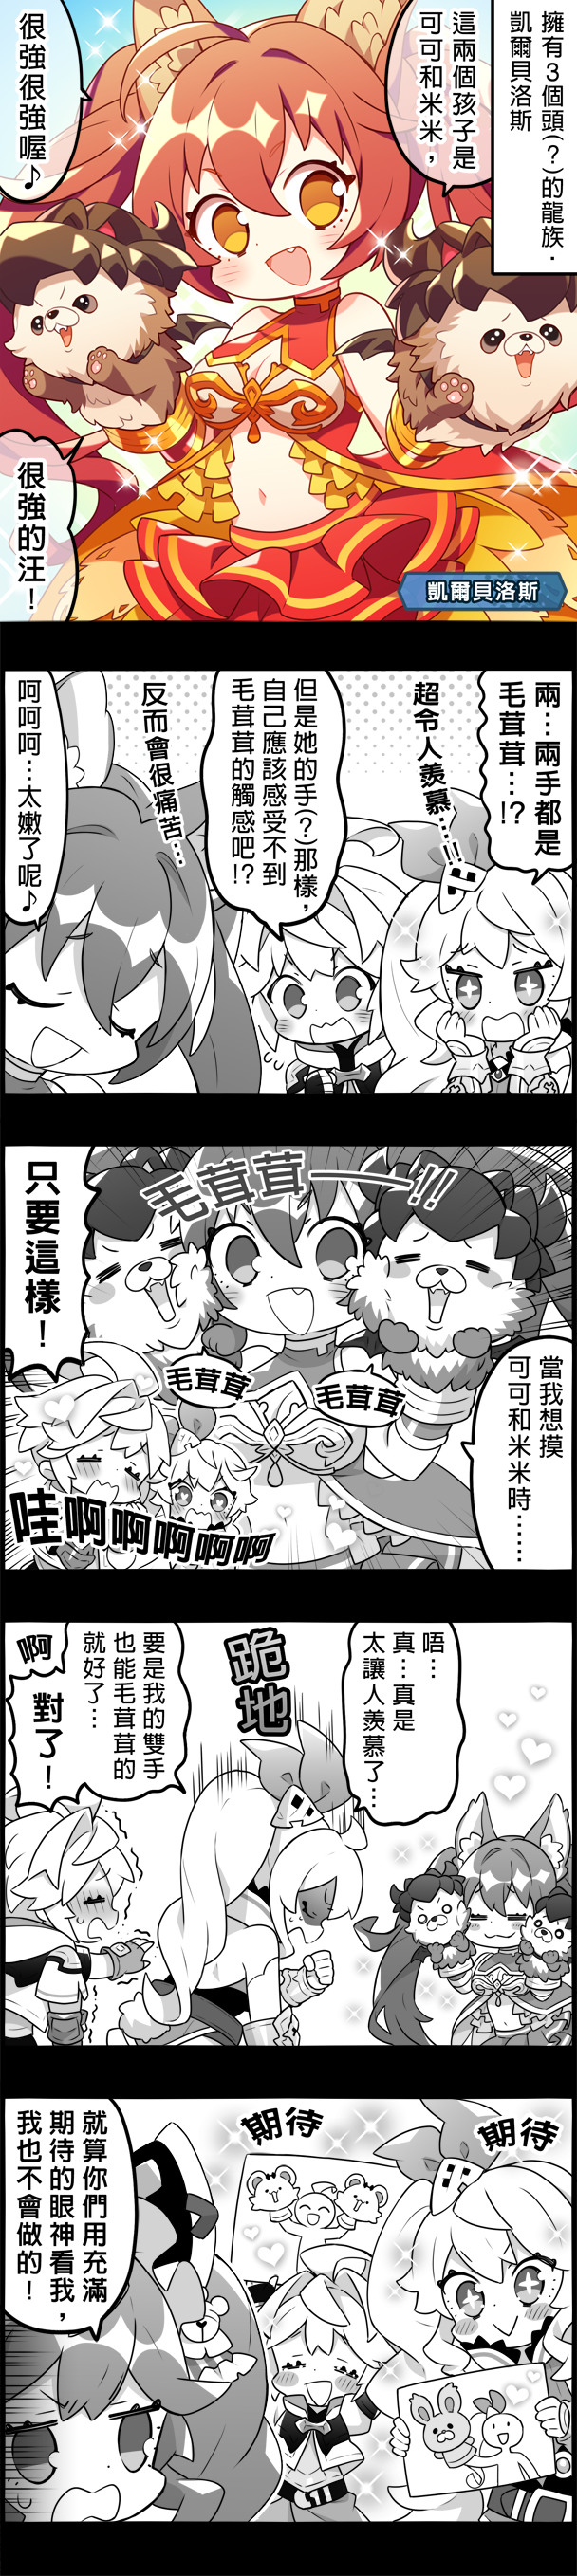 擁有3個頭(?)的龍族．
凱爾貝洛斯
這兩個孩子是
可可和米米，
很強很強喔♪
很強的汪！
凱爾貝洛斯
兩…兩手都是
毛茸茸…!?
超令人羨慕…!!
但是她的手(?)那樣，
自己應該感受不到
毛茸茸的觸感吧!?
反而會很痛苦…
呵呵呵…太嫩了呢♪
當我想摸
可可和米米時……
毛茸茸——!!
只要這樣！
毛茸茸
毛茸茸
哇啊啊啊啊啊
唔…
真…真是
太讓人羨慕了…
跪地
要是我的雙手
也能毛茸茸的
就好了…
啊
對了！
期待
期待
就算你們用充滿
期待的眼神看我，
我也不會做的！